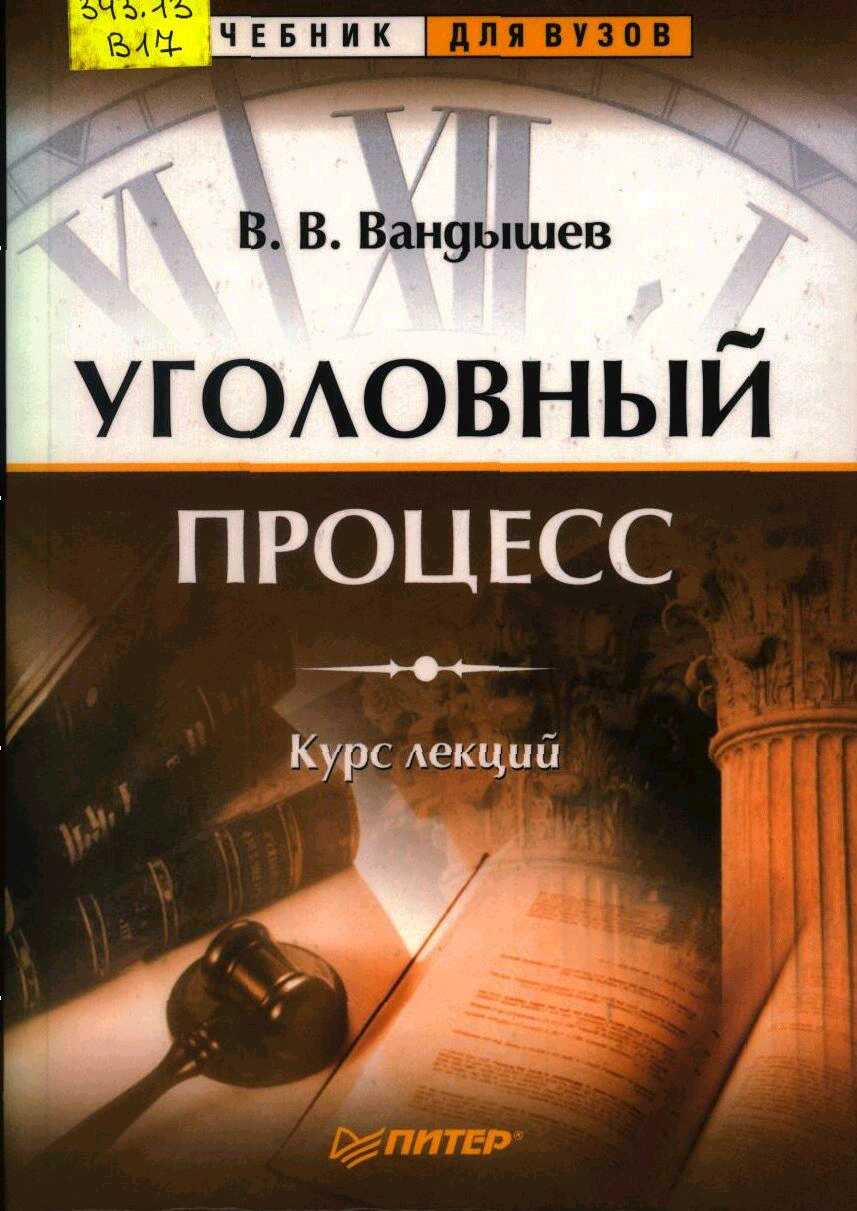 343.13
В17
ЧЕБНИК ДЛЯ ВУЗОВ
В. В. Вандышев
УГОЛОВНЫЙ
ПРОЦЕСС
Курс лекций
ПИТЕР®